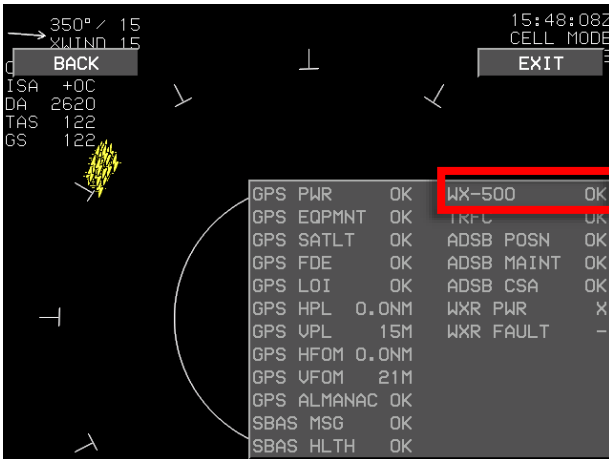 350° / 15
XWIND 15
15:48:08Z
CELL MODE
BACK
EXIT
ISA +0C
DA 2620
TAS 122
GS 122
GPS PWR OK
GPS EQPMNT OK
GPS SATLT OK
GPS FDE OK
GPS LOI OK
GPS HPL 0.0NM
GPS VPL 15M
GPS HFOM 0.0NM
GPS VFOM 21M
GPS ALMANAC OK
SBAS MSG OK
SBAS HLTH OK
WX-500 OK
TRFC OK
ADSB POSN OK
ADSB MAINT OK
ADSB CSA OK
WXR PWR X
WXR FAULT -